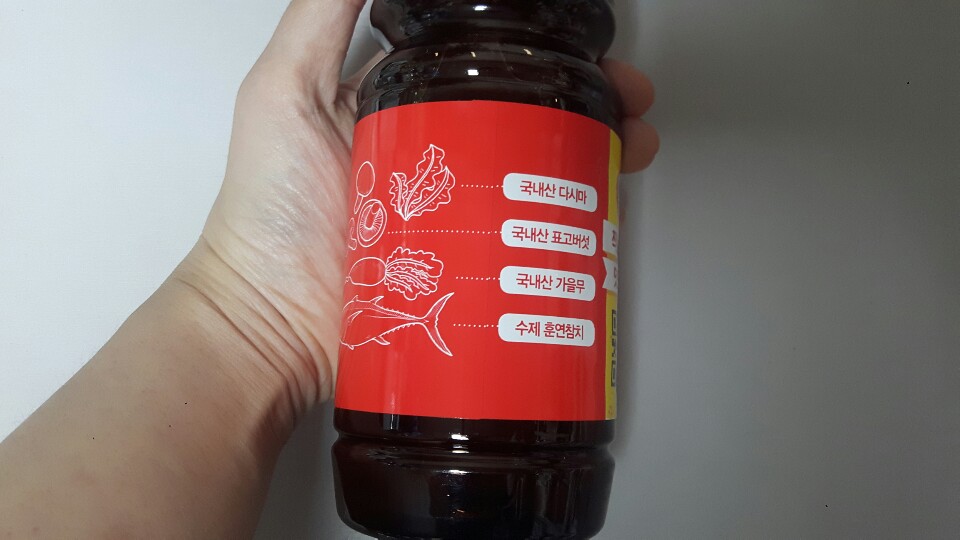 국내산 다시마
국내산 표고버섯
국내산 가을무
수제 훈연참치